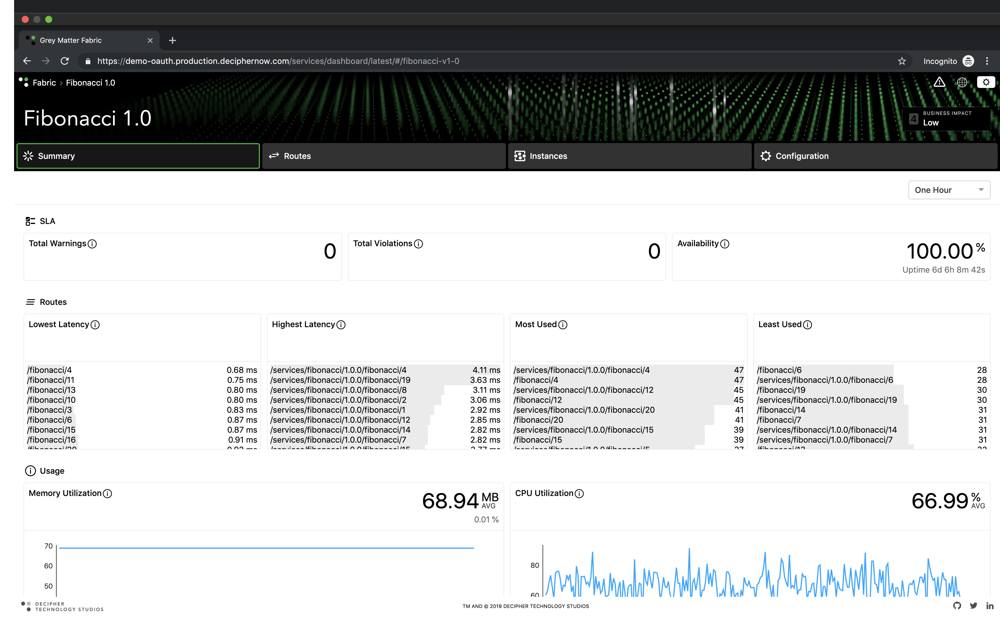 Grey Matter Fabric
https://demo-oauth.production.deciphernow.com/services/dashboard/latest/#/fibonacci-v1-0
Incognito
Fabric › Fibonacci 1.0
Fibonacci 1.0
4
BUSINESS IMPACT
Low
Summary
Routes
Instances
Configuration
One Hour
SLA
Total Warnings
0
Total Violations
0
Availability
100.00 %
Uptime 6d 6h 8m 42s
Routes
Lowest Latency
/fibonacci/4 0.68 ms
/fibonacci/11 0.75 ms
/fibonacci/13 0.80 ms
/fibonacci/10 0.80 ms
/fibonacci/3 0.83 ms
/fibonacci/6 0.87 ms
/fibonacci/15 0.87 ms
/fibonacci/16 0.91 ms
Highest Latency
/services/fibonacci/1.0.0/fibonacci/4 4.11 ms
/services/fibonacci/1.0.0/fibonacci/19 3.63 ms
/services/fibonacci/1.0.0/fibonacci/8 3.11 ms
/services/fibonacci/1.0.0/fibonacci/2 3.06 ms
/services/fibonacci/1.0.0/fibonacci/1 2.92 ms
/services/fibonacci/1.0.0/fibonacci/12 2.85 ms
/services/fibonacci/1.0.0/fibonacci/14 2.82 ms
/services/fibonacci/1.0.0/fibonacci/7 2.82 ms
Most Used
/services/fibonacci/1.0.0/fibonacci/4 47
/fibonacci/4 47
/services/fibonacci/1.0.0/fibonacci/12 45
/fibonacci/12 45
/services/fibonacci/1.0.0/fibonacci/20 41
/fibonacci/20 41
/services/fibonacci/1.0.0/fibonacci/15 39
/fibonacci/15 39
Least Used
/fibonacci/6 28
/services/fibonacci/1.0.0/fibonacci/6 28
/fibonacci/19 30
/services/fibonacci/1.0.0/fibonacci/19 30
/fibonacci/14 31
/fibonacci/7 31
/services/fibonacci/1.0.0/fibonacci/14 31
/services/fibonacci/1.0.0/fibonacci/7 31
Usage
Memory Utilization
68.94 MB AVG
0.01 %
70
60
50
CPU Utilization
66.99 % AVG
80
60
DECIPHER
TECHNOLOGY STUDIOS
TM AND © 2019 DECIPHER TECHNOLOGY STUDIOS